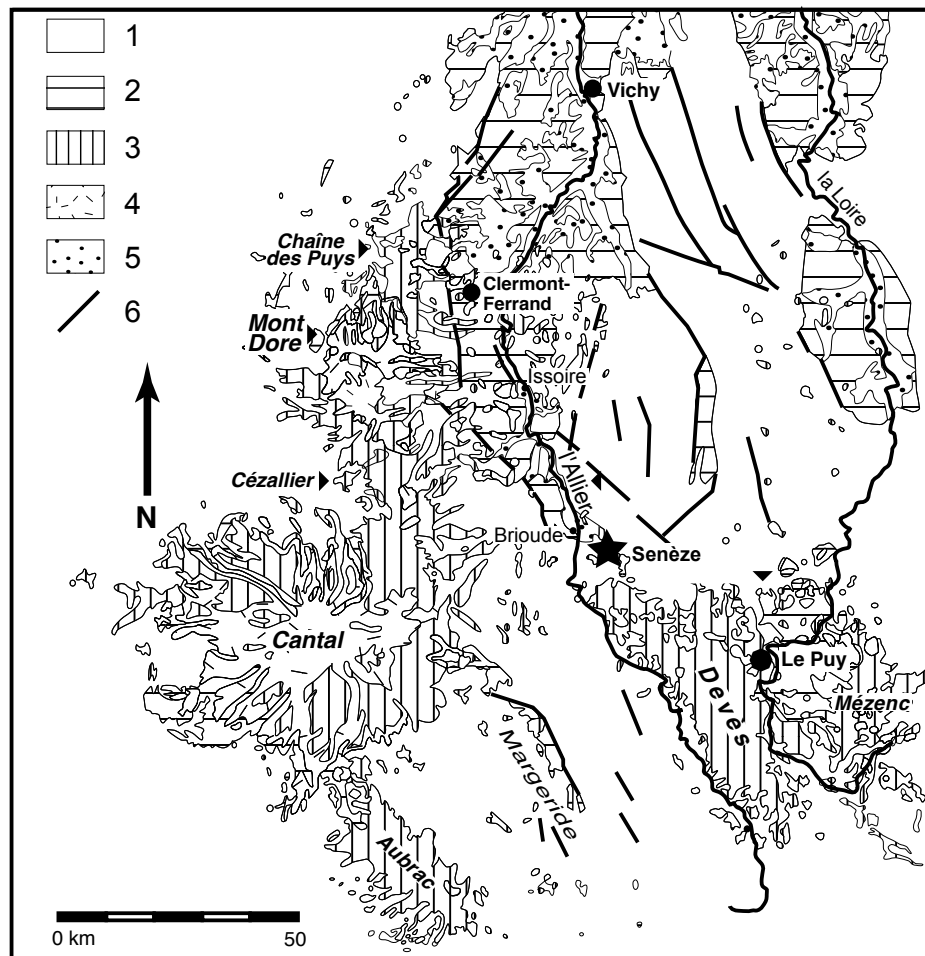 1
2
3
4
5
6
Vichy
la Loire
Chaîne
des Puys
Clermont-
Ferrand
Mont
Dore
Issoire
l'Allier
Cézallier
N
Brioude
Senèze
Cantal
Le Puy
Devès
Mézenc
Margeride
Aubrac
0 km 50